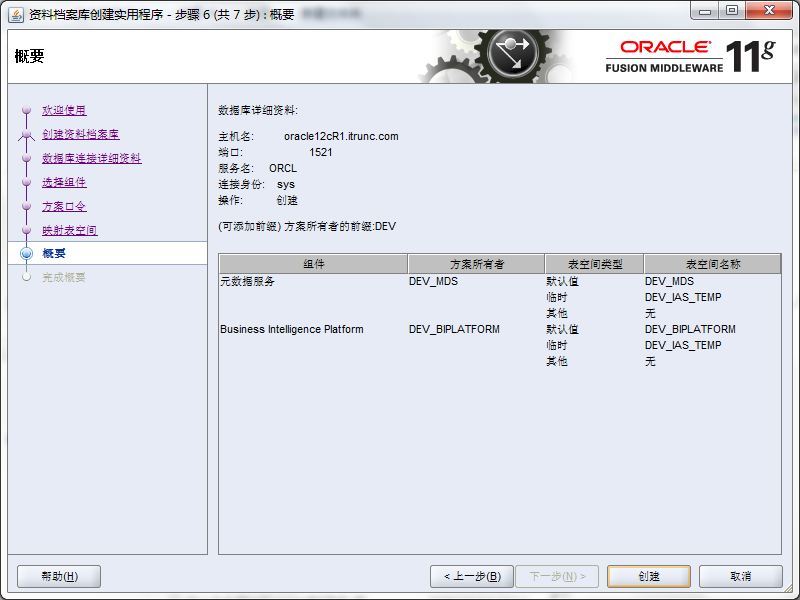 资料档案库创建实用程序 - 步骤 6 (共 7 步) : 概要
概要
ORACLE
FUSION MIDDLEWARE 11g
欢迎使用
创建资料档案库
数据库连接详细资料
选择组件
方案口令
映射表空间
概要
完成概要
数据库详细资料:
主机名: oracle12cR1.itrunc.com
端口: 1521
服务名: ORCL
连接身份: sys
操作: 创建
(可添加前缀) 方案所有者的前缀:DEV
组件 方案所有者 表空间类型 表空间名称
元数据服务 DEV_MDS 默认值 DEV_MDS
临时 DEV_IAS_TEMP
其他 无
Business Intelligence Platform DEV_BIPLATFORM 默认值 DEV_BIPLATFORM
临时 DEV_IAS_TEMP
其他 无
帮助(H) < 上一步(B) 下一步(N) > 创建 取消